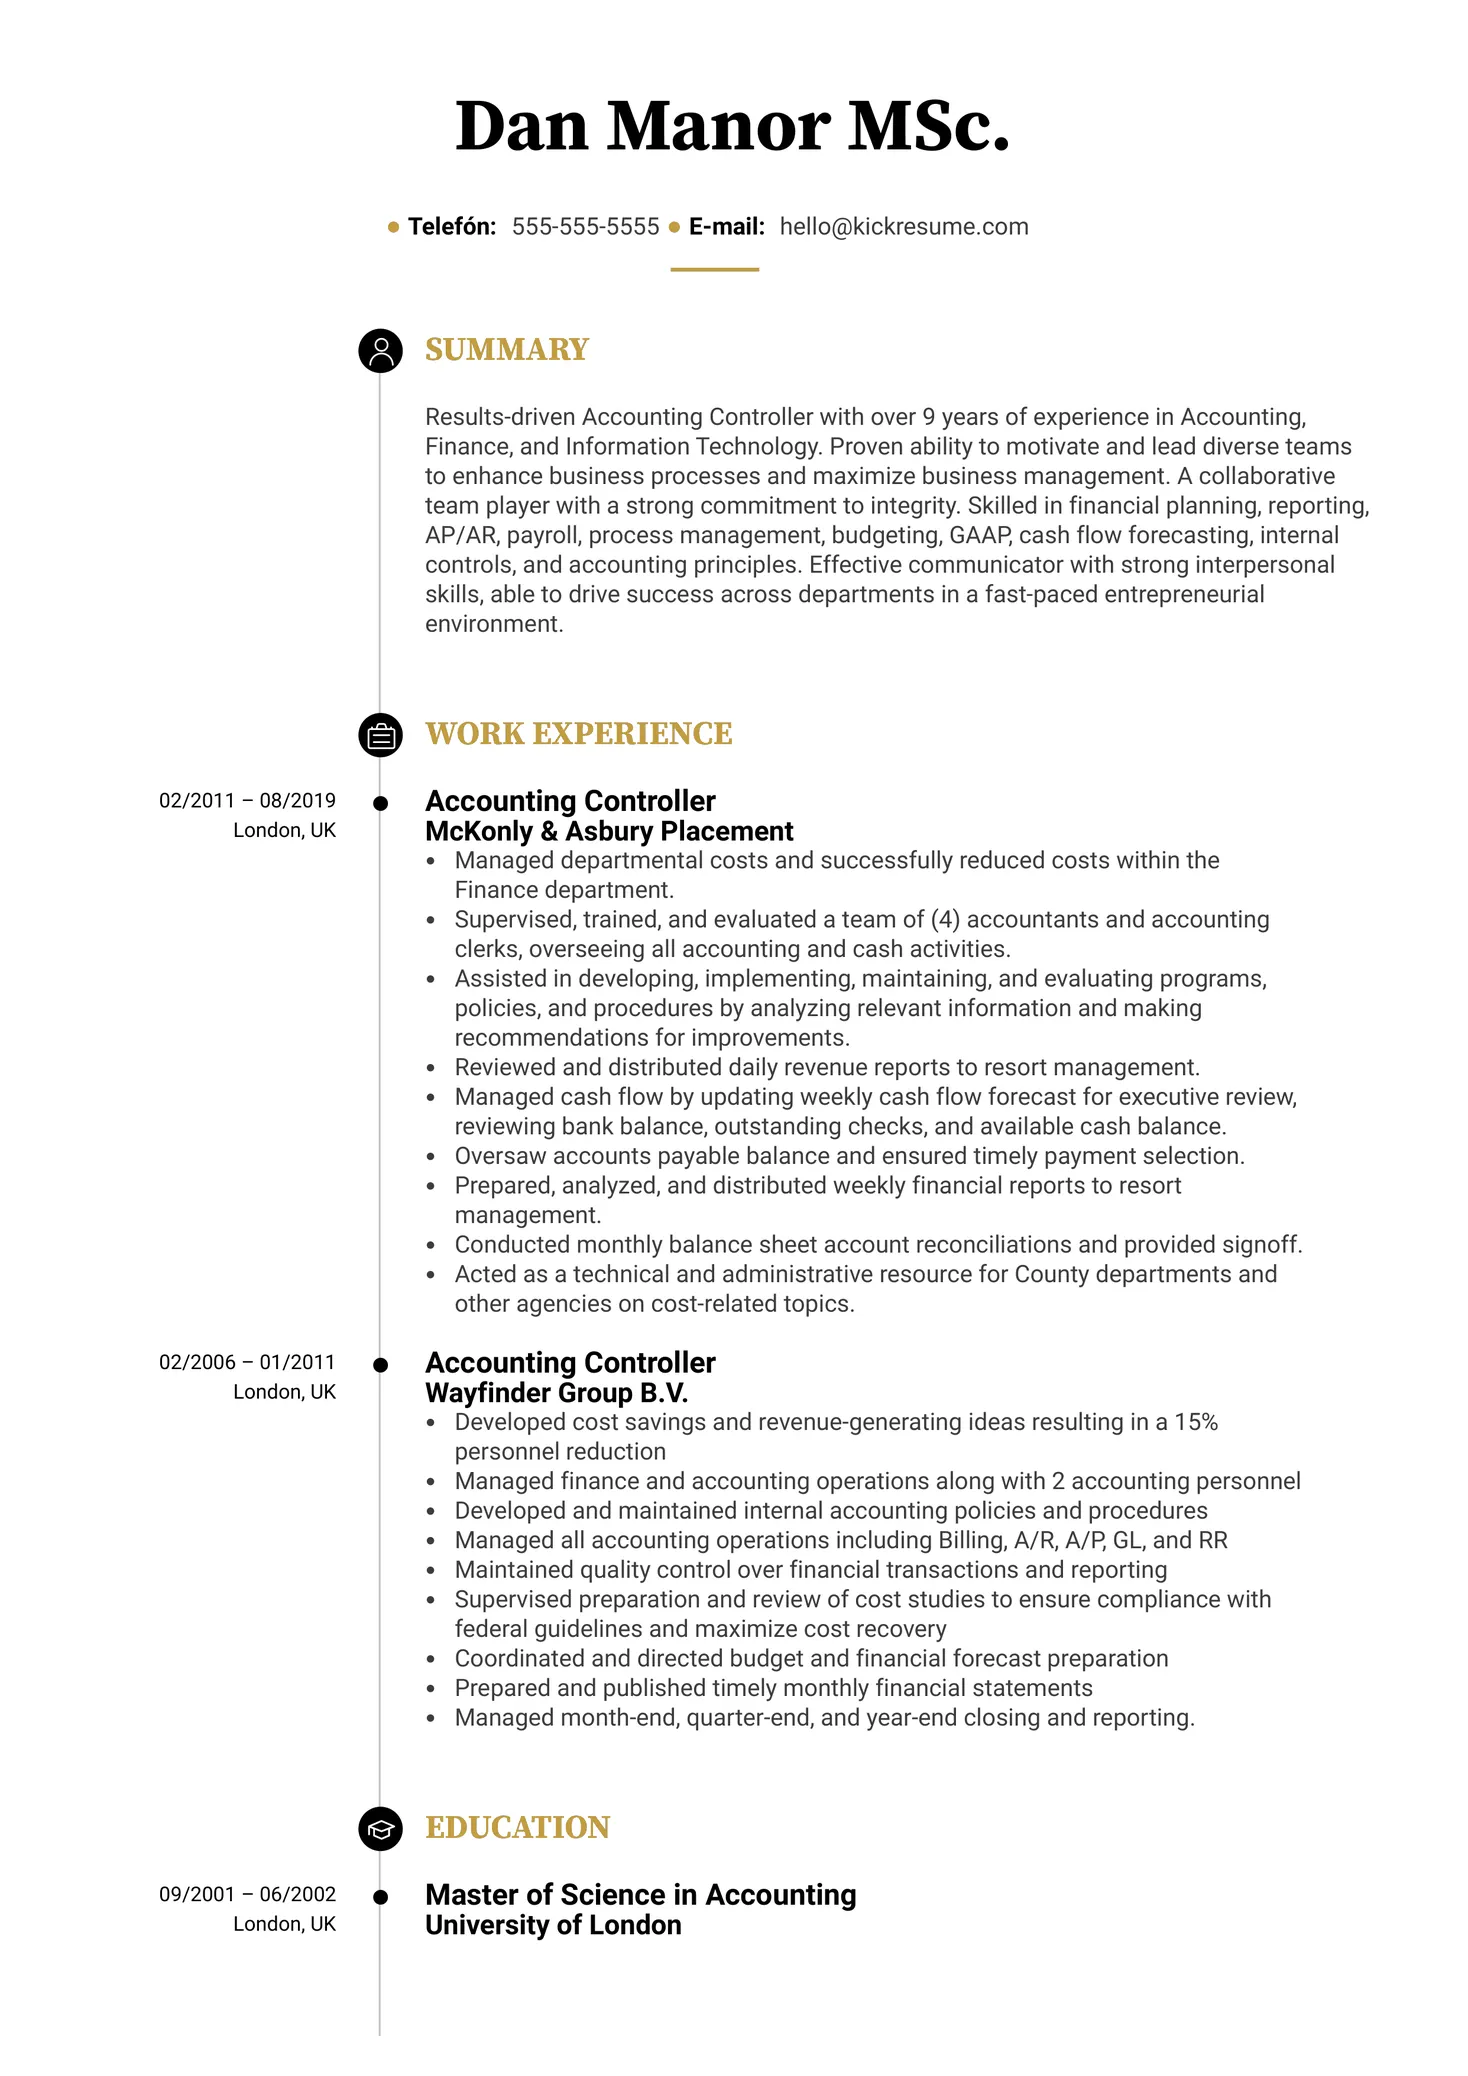 Dan Manor MSc.
• Telefón: 555-555-5555 • E-mail: hello@kickresume.com
SUMMARY
Results-driven Accounting Controller with over 9 years of experience in Accounting,
Finance, and Information Technology. Proven ability to motivate and lead diverse teams
to enhance business processes and maximize business management. A collaborative
team player with a strong commitment to integrity. Skilled in financial planning, reporting,
AP/AR, payroll, process management, budgeting, GAAP, cash flow forecasting, internal
controls, and accounting principles. Effective communicator with strong interpersonal
skills, able to drive success across departments in a fast-paced entrepreneurial
environment.
WORK EXPERIENCE
02/2011 – 08/2019
London, UK
Accounting Controller
McKonly & Asbury Placement
• Managed departmental costs and successfully reduced costs within the
Finance department.
• Supervised, trained, and evaluated a team of (4) accountants and accounting
clerks, overseeing all accounting and cash activities.
• Assisted in developing, implementing, maintaining, and evaluating programs,
policies, and procedures by analyzing relevant information and making
recommendations for improvements.
• Reviewed and distributed daily revenue reports to resort management.
• Managed cash flow by updating weekly cash flow forecast for executive review,
reviewing bank balance, outstanding checks, and available cash balance.
• Oversaw accounts payable balance and ensured timely payment selection.
• Prepared, analyzed, and distributed weekly financial reports to resort
management.
• Conducted monthly balance sheet account reconciliations and provided signoff.
• Acted as a technical and administrative resource for County departments and
other agencies on cost-related topics.
02/2006 – 01/2011
London, UK
Accounting Controller
Wayfinder Group B.V.
• Developed cost savings and revenue-generating ideas resulting in a 15%
personnel reduction
• Managed finance and accounting operations along with 2 accounting personnel
• Developed and maintained internal accounting policies and procedures
• Managed all accounting operations including Billing, A/R, A/P, GL, and RR
• Maintained quality control over financial transactions and reporting
• Supervised preparation and review of cost studies to ensure compliance with
federal guidelines and maximize cost recovery
• Coordinated and directed budget and financial forecast preparation
• Prepared and published timely monthly financial statements
• Managed month-end, quarter-end, and year-end closing and reporting.
EDUCATION
09/2001 – 06/2002
London, UK
Master of Science in Accounting
University of London